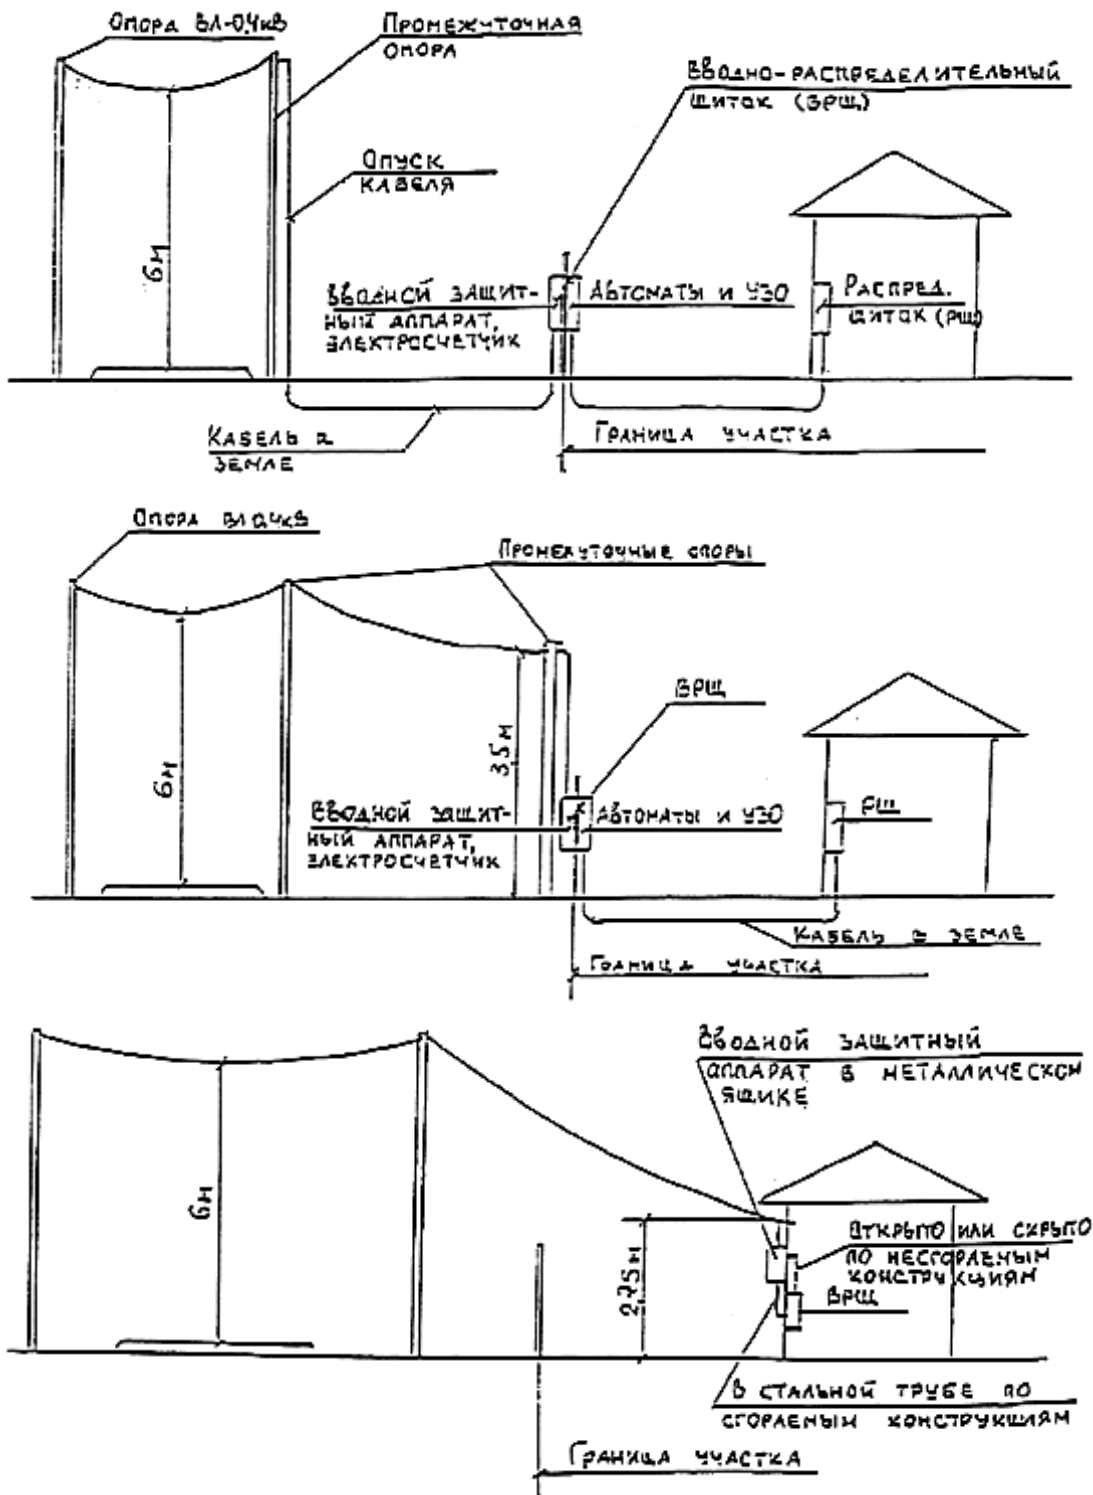 Опора ВЛ-0,4кВ
Промежуточная
опора
Вводно-распределительный
щиток (ВРЩ)
Опуск
кабеля
6м
Вводной защит-
ный аппарат,
электросчетчик
Автоматы и УЗО
Распред.
щиток (РЩ)
Кабель в
земле
Граница участка
Опора ВЛ 0,4кВ
Промежуточные опоры
6м
3,5м
ВРЩ
Вводной защит-
ный аппарат,
электросчетчик
Автоматы и УЗО
РЩ
Кабель в земле
Граница участка
Вводной защитный
аппарат в металлическом
ящике
6м
2,75м
Открыто или скрыто
по несгораемым
конструкциям
ВРЩ
В стальной трубе по
сгораемым конструкциям
Граница участка